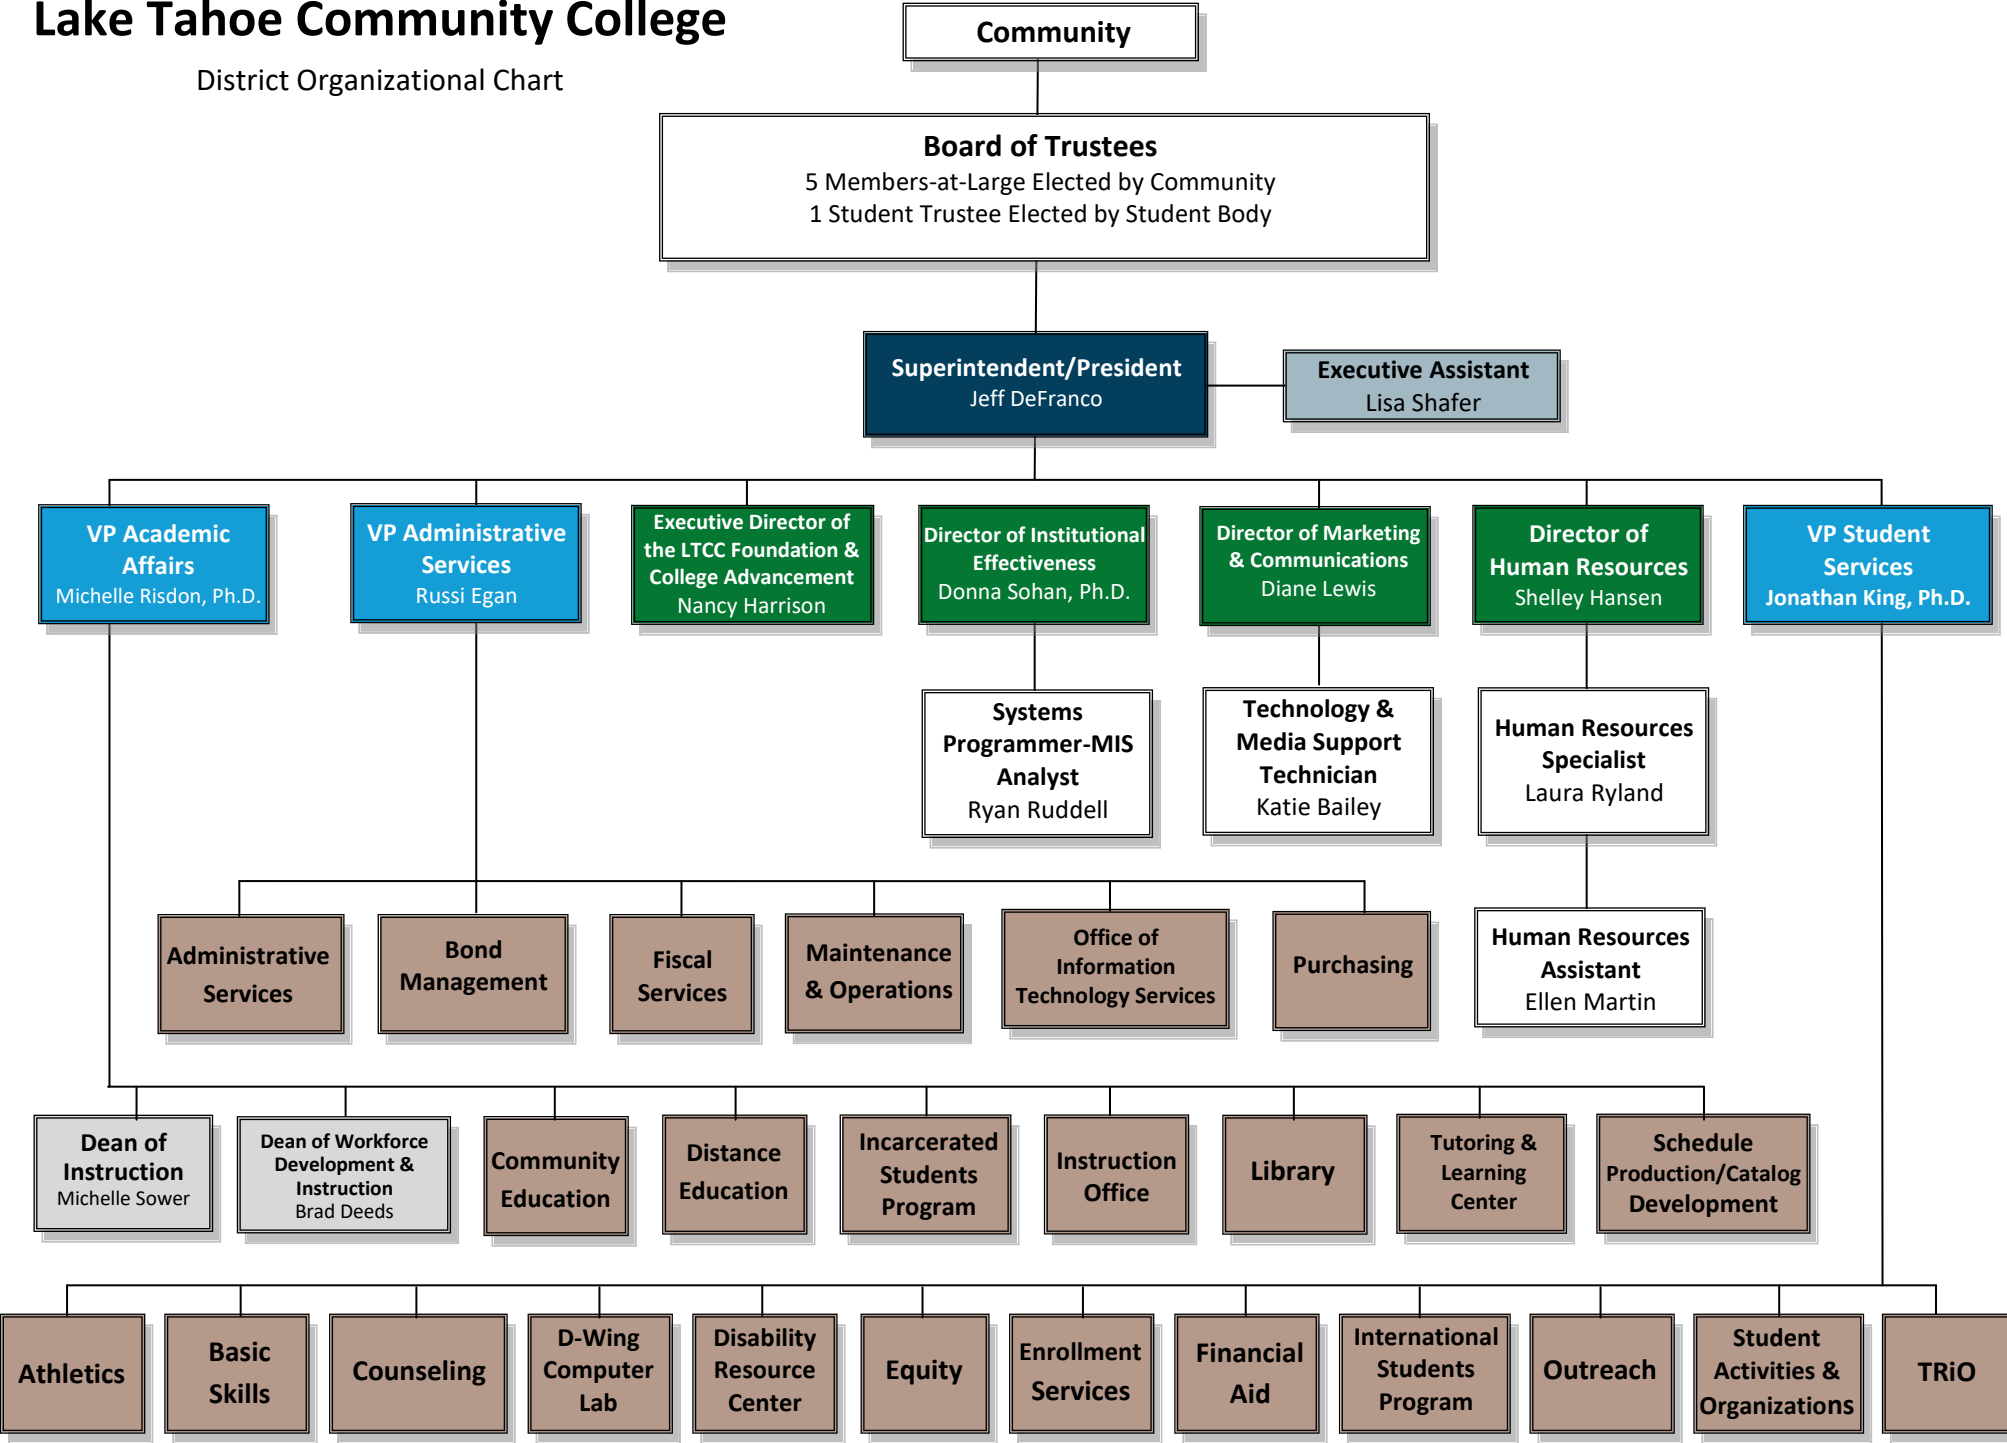 Lake Tahoe Community College
District Organizational Chart
Community
Board of Trustees
5 Members-at-Large Elected by Community
1 Student Trustee Elected by Student Body
Superintendent/President
Jeff DeFranco
Executive Assistant
Lisa Shafer
VP Academic
Affairs
Michelle Risdon, Ph.D.
VP Administrative
Services
Russi Egan
Executive Director of
the LTCC Foundation &
College Advancement
Nancy Harrison
Director of Institutional
Effectiveness
Donna Sohan, Ph.D.
Director of Marketing
& Communications
Diane Lewis
Director of
Human Resources
Shelley Hansen
VP Student
Services
Jonathan King, Ph.D.
Systems
Programmer-MIS
Analyst
Ryan Ruddell
Technology &
Media Support
Technician
Katie Bailey
Human Resources
Specialist
Laura Ryland
Administrative
Services
Bond
Management
Fiscal
Services
Maintenance
& Operations
Office of
Information
Technology Services
Purchasing
Human Resources
Assistant
Ellen Martin
Dean of
Instruction
Michelle Sower
Dean of Workforce
Development &
Instruction
Brad Deeds
Community
Education
Distance
Education
Incarcerated
Students
Program
Instruction
Office
Library
Tutoring &
Learning
Center
Schedule
Production/Catalog
Development
Athletics
Basic
Skills
Counseling
D-Wing
Computer
Lab
Disability
Resource
Center
Equity
Enrollment
Services
Financial
Aid
International
Students
Program
Outreach
Student
Activities &
Organizations
TRiO